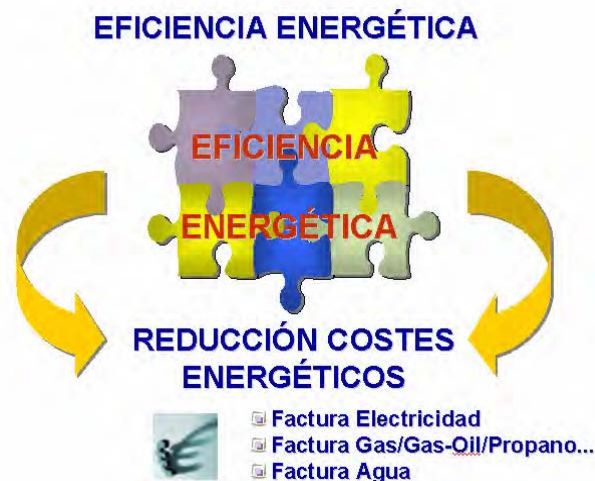 EFICIENCIA ENERGÉTICA
EFICIENCIA
ENERGÉTICA
REDUCCIÓN COSTES
ENERGÉTICOS
Factura Electricidad
Factura Gas/Gas-Oil/Propano...
Factura Agua